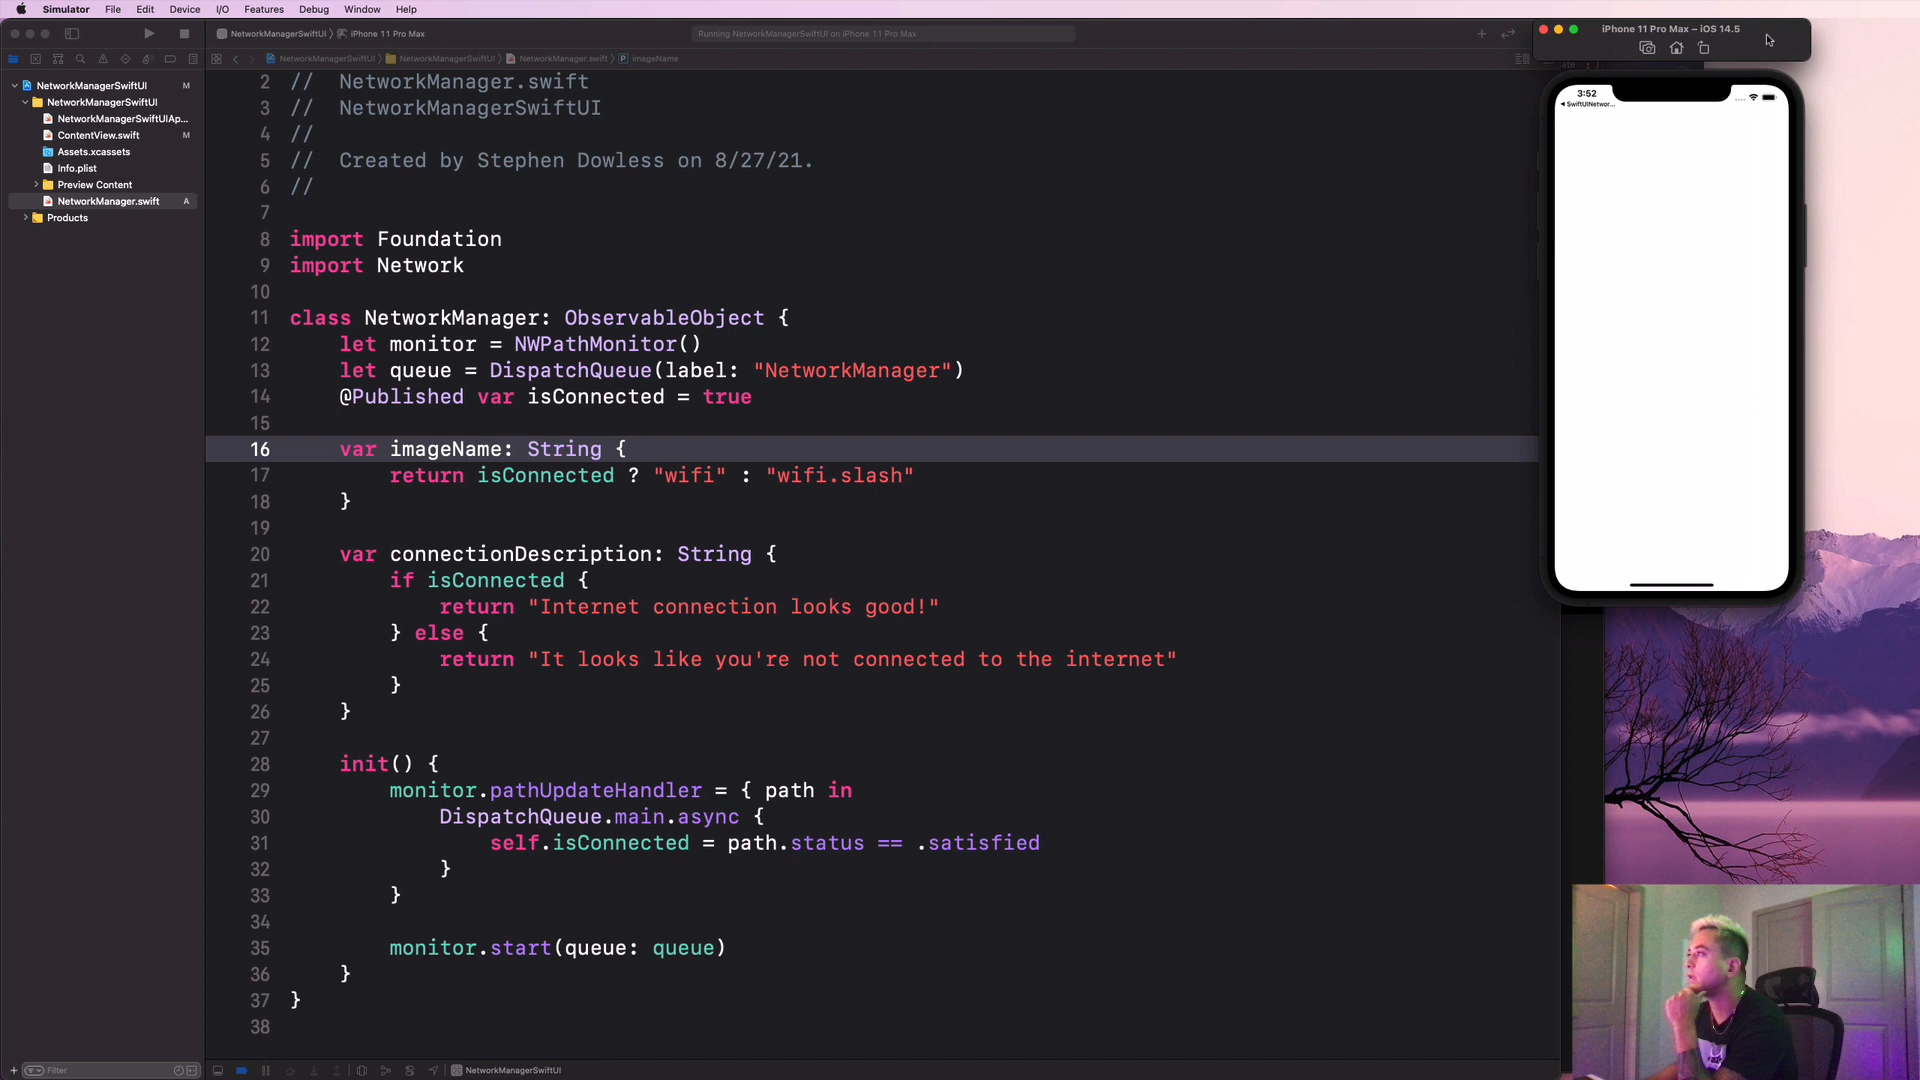 Simulator File Edit Device I/O Features Debug Window Help
NetworkManagerSwiftUI iPhone 11 Pro Max
Running NetworkManagerSwiftUI on iPhone 11 Pro Max
iPhone 11 Pro Max – iOS 14.5
NetworkManagerSwiftUI NetworkManagerSwiftUI NetworkManager.swift P imageName
NetworkManagerSwiftUI M
NetworkManagerSwiftUI
NetworkManagerSwiftUIAp...
ContentView.swift M
Assets.xcassets
Info.plist
Preview Content
NetworkManager.swift A
Products
2 // NetworkManager.swift
3 // NetworkManagerSwiftUI
4 //
5 // Created by Stephen Dowless on 8/27/21.
6 //
7
8 import Foundation
9 import Network
10
11 class NetworkManager: ObservableObject {
12 let monitor = NWPathMonitor()
13 let queue = DispatchQueue(label: "NetworkManager")
14 @Published var isConnected = true
15
16 var imageName: String {
17 return isConnected ? "wifi" : "wifi.slash"
18 }
19
20 var connectionDescription: String {
21 if isConnected {
22 return "Internet connection looks good!"
23 } else {
24 return "It looks like you're not connected to the internet"
25 }
26 }
27
28 init() {
29 monitor.pathUpdateHandler = { path in
30 DispatchQueue.main.async {
31 self.isConnected = path.status == .satisfied
32 }
33 }
34
35 monitor.start(queue: queue)
36 }
37 }
38
3:52
SwiftUINetwor...
Filter
NetworkManagerSwiftUI